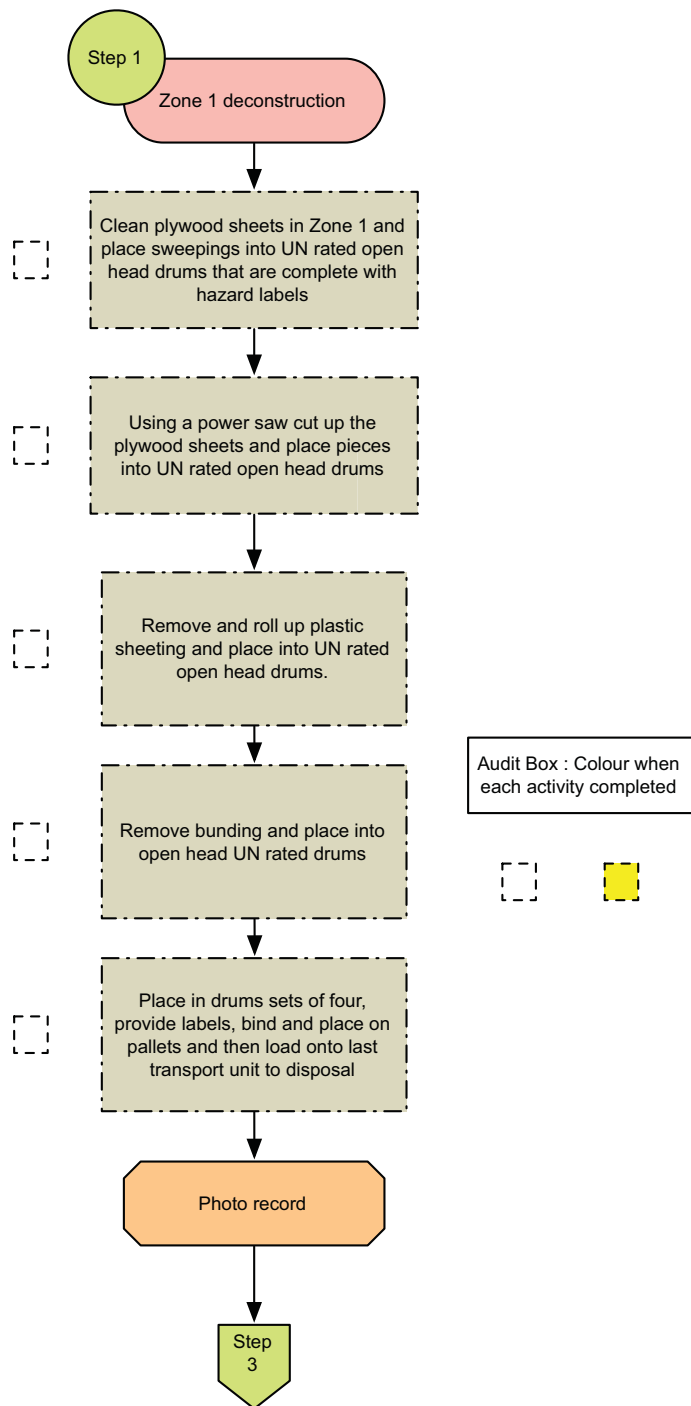 Step 1
Zone 1 deconstruction
Clean plywood sheets in Zone 1 and
place sweepings into UN rated open
head drums that are complete with
hazard labels
Using a power saw cut up the
plywood sheets and place pieces
into UN rated open head drums
Remove and roll up plastic
sheeting and place into UN rated
open head drums.
Remove bunding and place into
open head UN rated drums
Audit Box : Colour when
each activity completed
Place in drums sets of four,
provide labels, bind and place on
pallets and then load onto last
transport unit to disposal
Photo record
Step
3